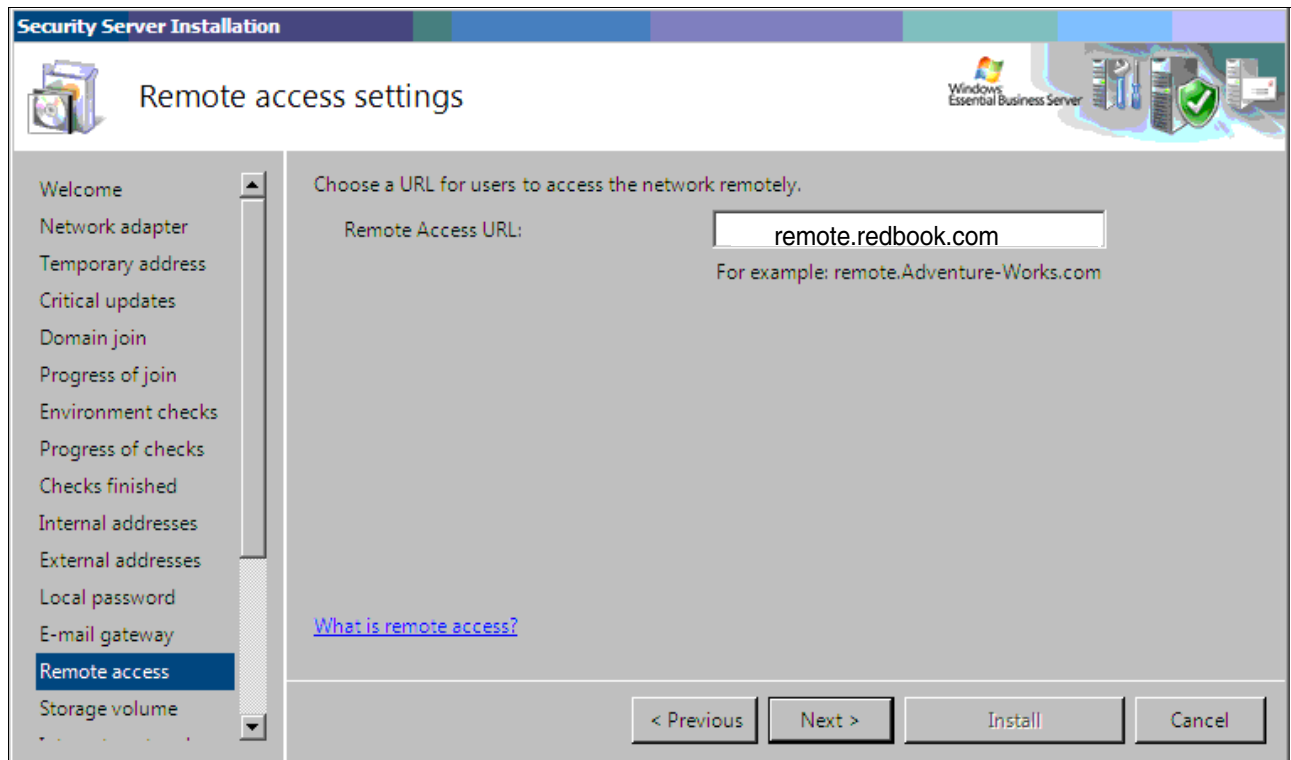 Security Server Installation
Remote access settings
Windows
Essential Business Server
Welcome
Network adapter
Temporary address
Critical updates
Domain join
Progress of join
Environment checks
Progress of checks
Checks finished
Internal addresses
External addresses
Local password
E-mail gateway
Remote access
Storage volume
Choose a URL for users to access the network remotely.
Remote Access URL:
remote.redbook.com
For example: remote.Adventure-Works.com
What is remote access?
< Previous
Next >
Install
Cancel